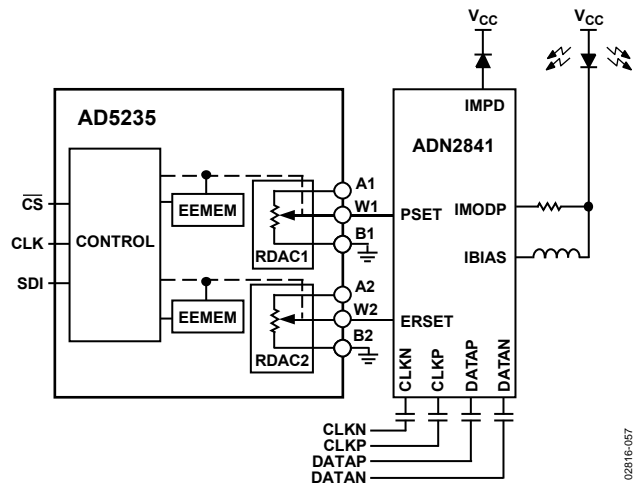 VCC
VCC
IMPD
AD5235
ADN2841
CS
CLK
SDI
CONTROL
EEMEM
RDAC1
A1
W1
B1
PSET
IMODP
IBIAS
EEMEM
RDAC2
A2
W2
B2
ERSET
CLKN
CLKP
DATAP
DATAN
CLKN
CLKP
DATAP
DATAN
02816-057